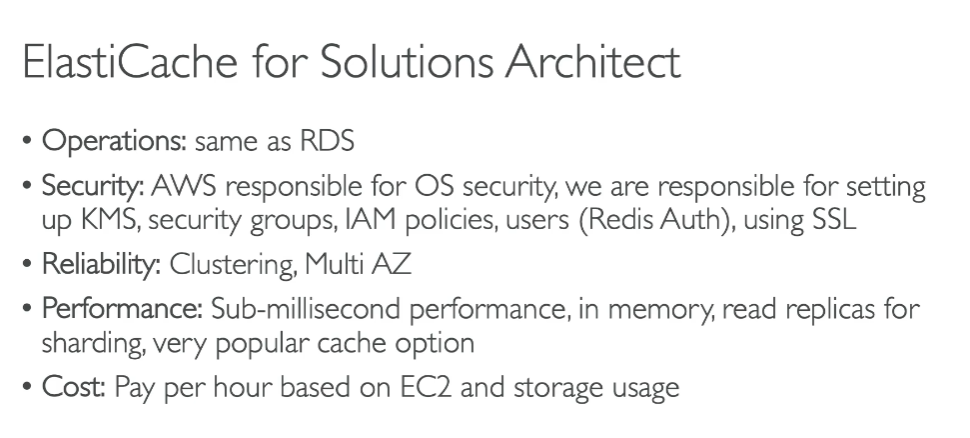 ElastiCache for Solutions Architect
• Operations: same as RDS
• Security: AWS responsible for OS security, we are responsible for setting
up KMS, security groups, IAM policies, users (Redis Auth), using SSL
• Reliability: Clustering, Multi AZ
• Performance: Sub-millisecond performance, in memory, read replicas for
sharding, very popular cache option
• Cost: Pay per hour based on EC2 and storage usage